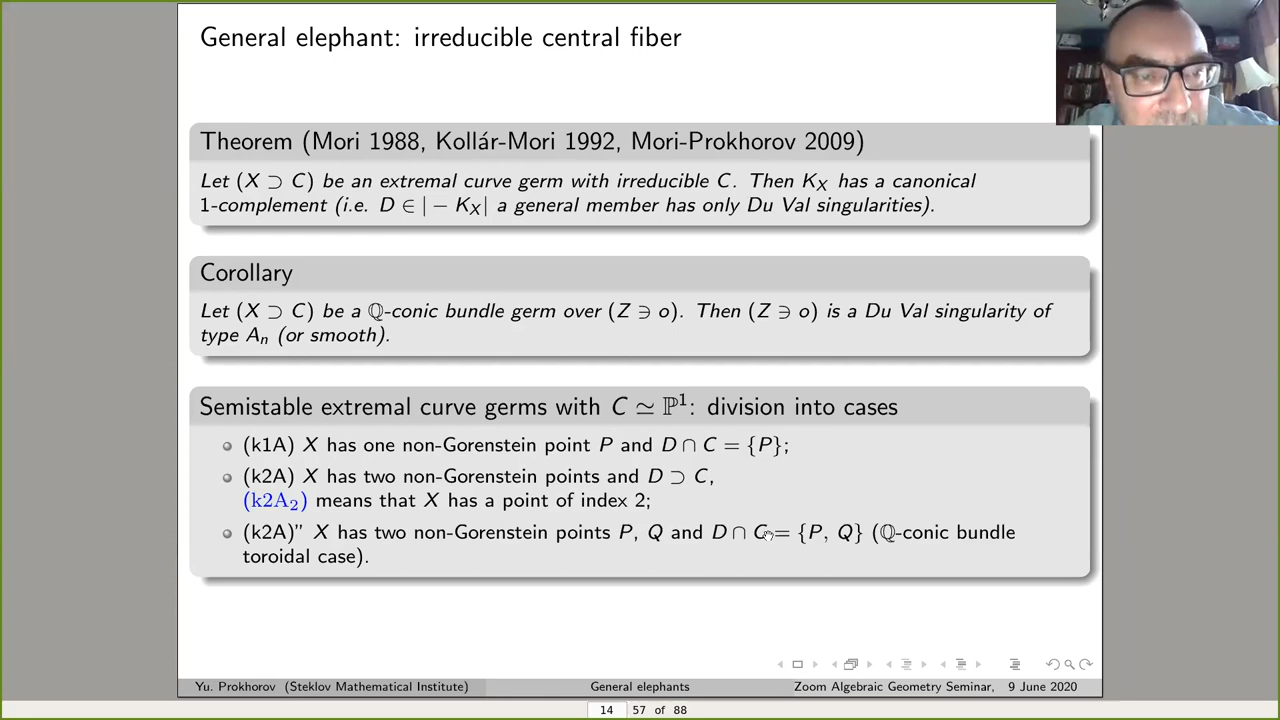 General elephant: irreducible central fiber
Theorem (Mori 1988, Kollár-Mori 1992, Mori-Prokhorov 2009)
Let (X ⊃ C) be an extremal curve germ with irreducible C. Then K_X has a canonical
1-complement (i.e. D ∈ | − K_X| a general member has only Du Val singularities).
Corollary
Let (X ⊃ C) be a ℚ-conic bundle germ over (Z ∋ o). Then (Z ∋ o) is a Du Val singularity of
type A_n (or smooth).
Semistable extremal curve germs with C ≃ ℙ¹: division into cases
(k1A) X has one non-Gorenstein point P and D ∩ C = {P};
(k2A) X has two non-Gorenstein points and D ⊃ C,
(k2A₂) means that X has a point of index 2;
(k2A)” X has two non-Gorenstein points P, Q and D ∩ C = {P, Q} (ℚ-conic bundle
toroidal case).
Yu. Prokhorov (Steklov Mathematical Institute) General elephants Zoom Algebraic Geometry Seminar, 9 June 2020
14 57 of 88